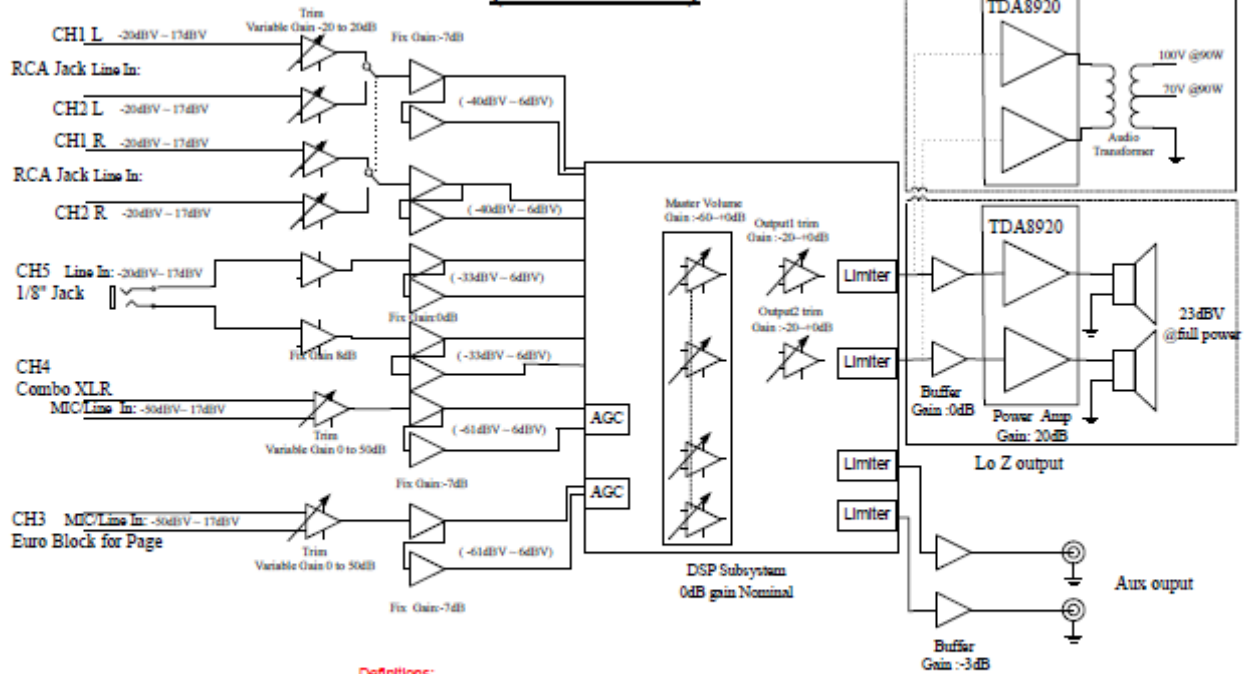 TDA8920
Trim
Variable Gain -20 to 20dB
Fix Gain:-7dB
CH1 L -20dBV – 17dBV
RCA Jack Line In:
CH2 L -20dBV – 17dBV
( -40dBV – 6dBV)
CH1 R -20dBV – 17dBV
RCA Jack Line In:
CH2 R -20dBV – 17dBV
( -40dBV – 6dBV)
100V @90W
70V @90W
Audio
Transformer
CH5 Line In: -20dBV– 17dBV
1/8" Jack
( -33dBV – 6dBV)
Fix Gain:0dB
Fix Gain 8dB
( -33dBV – 6dBV)
CH4
Combo XLR
MIC/Line In: -50dBV– 17dBV
Trim
Variable Gain 0 to 50dB
( -61dBV – 6dBV)
Fix Gain:-7dB
AGC
AGC
CH3 MIC/Line In: -50dBV – 17dBV
Euro Block for Page
Trim
Variable Gain 0 to 50dB
( -61dBV – 6dBV)
Fix Gain:-7dB
Master Volume
Gain :-60~+0dB
Output1 trim
Gain :-20~+0dB
Output2 trim
Gain :-20~+0dB
Limiter
Limiter
Limiter
Limiter
DSP Subsystem
0dB gain Nominal
TDA8920
23dBV
@full power
Buffer
Gain :0dB
Power Amp
Gain: 20dB
Lo Z output
Aux ouput
Buffer
Gain :-3dB
Definitions: